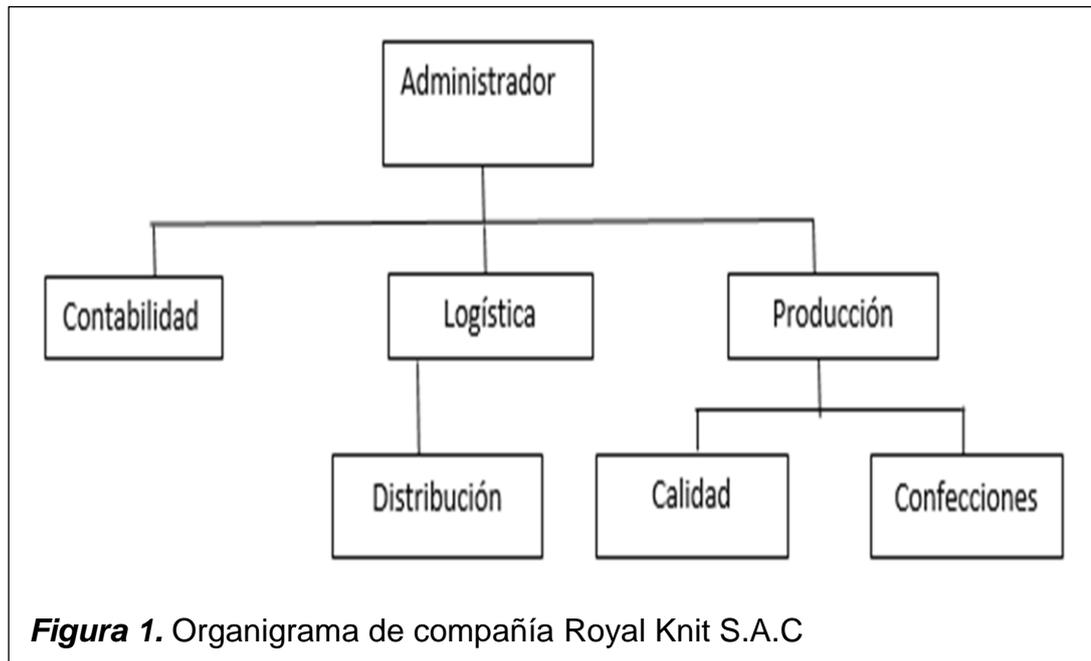 Administrador
Contabilidad
Logística
Producción
Distribución
Calidad
Confecciones
Figura 1. Organigrama de compañía Royal Knit S.A.C